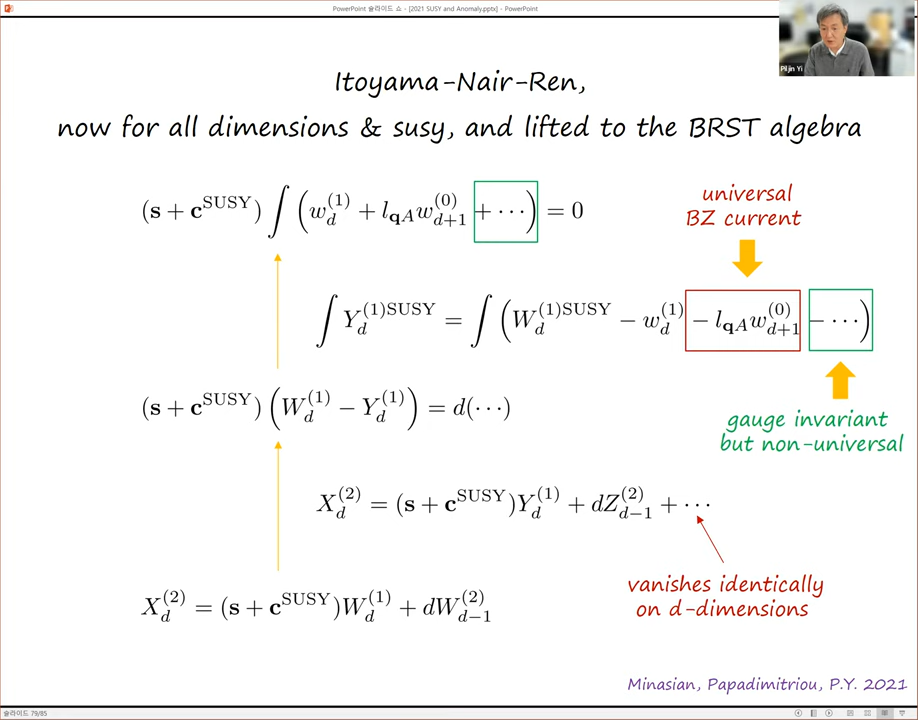 PowerPoint 슬라이드 쇼 - [2021 SUSY and Anomaly.pptx] - PowerPoint
Piljin Yi
Itoyama-Nair-Ren,
now for all dimensions & susy, and lifted to the BRST algebra
(s + c^{SUSY}) ∫ (w_d^{(1)} + l_{qA} w_{d+1}^{(0)} + ⋯) = 0
universal
BZ current
∫ Y_d^{(1)SUSY} = ∫ (W_d^{(1)SUSY} − w_d^{(1)} − l_{qA} w_{d+1}^{(0)} − ⋯)
(s + c^{SUSY}) (W_d^{(1)} − Y_d^{(1)}) = d(⋯)
gauge invariant
but non-universal
X_d^{(2)} = (s + c^{SUSY})Y_d^{(1)} + dZ_{d−1}^{(2)} + ⋯
vanishes identically
on d-dimensions
X_d^{(2)} = (s + c^{SUSY})W_d^{(1)} + dW_{d−1}^{(2)}
Minasian, Papadimitriou, P.Y. 2021
슬라이드 79/85